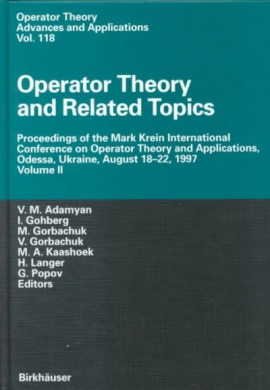 Operator Theory
Advances and Applications
Vol. 118
Operator Theory
and Related Topics
Proceedings of the Mark Krein International
Conference on Operator Theory and Applications,
Odessa, Ukraine, August 18–22, 1997
Volume II
V. M. Adamyan
I. Gohberg
M. Gorbachuk
V. Gorbachuk
M. A. Kaashoek
H. Langer
G. Popov
Editors
Birkhäuser